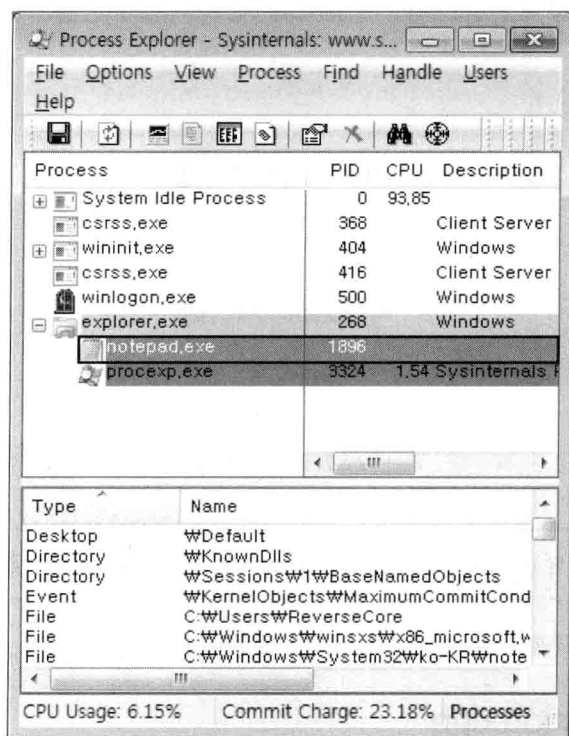 Process Explorer - Sysinternals: www.s...
File Options View Process Find Handle Users
Help
Process PID CPU Description
System Idle Process 0 93,85
csrss,exe 368 Client Server
wininit,exe 404 Windows
csrss,exe 416 Client Server
winlogon,exe 500 Windows
explorer,exe 268 Windows
notepad,exe 1896
procexp,exe 3324 1,54 Sysinternals
Type Name
Desktop ₩Default
Directory ₩KnownDlls
Directory ₩Sessions₩1₩BaseNamedObjects
Event ₩KernelObjects₩MaximumCommitCond
File C:₩Users₩ReverseCore
File C:₩Windows₩winsxs₩x86_microsoft,w
File C:₩Windows₩System32₩ko-KR₩note
CPU Usage: 6.15% Commit Charge: 23.18% Processes